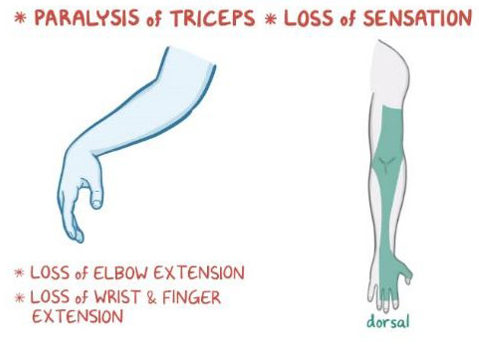 * PARALYSIS of TRICEPS * LOSS of SENSATION
* LOSS of ELBOW EXTENSION
* LOSS of WRIST & FINGER
EXTENSION
dorsal